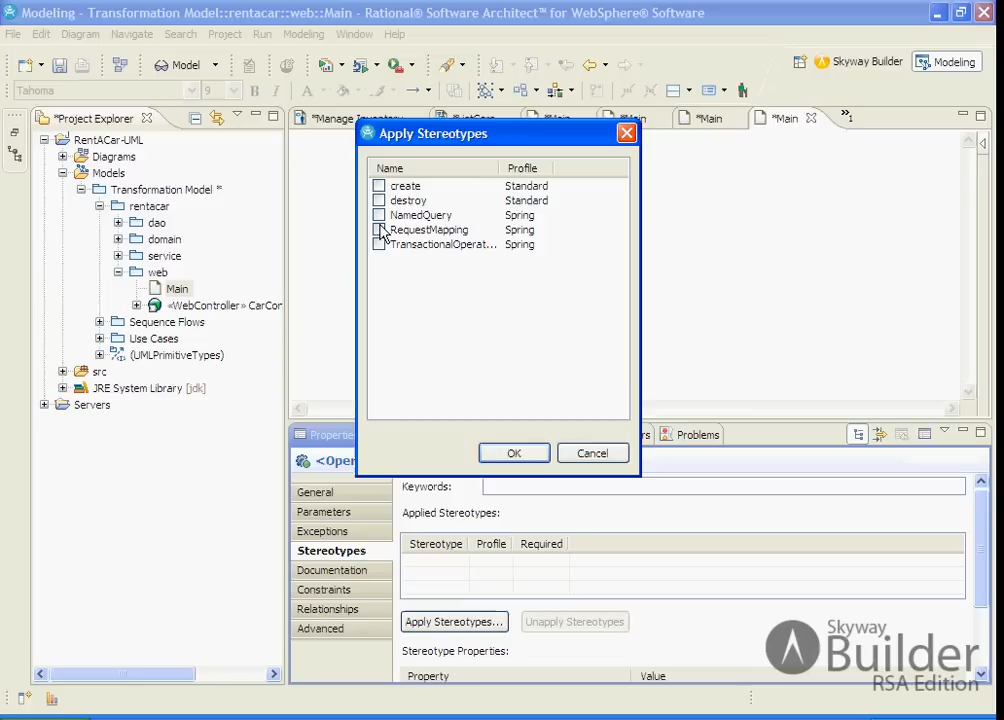 Modeling - Transformation Model::rentacar::web::Main - Rational® Software Architect™ for WebSphere® Software
File Edit Diagram Navigate Search Project Run Modeling Window Help
Model
Skyway Builder
Modeling
Tahoma 9 B I A
*Project Explorer
*Manage Inventory
*Main
*Main
»1
RentACar-UML
Diagrams
Models
Transformation Model *
rentacar
dao
domain
service
web
Main
«WebController» CarCon
Sequence Flows
Use Cases
(UMLPrimitiveTypes)
src
JRE System Library [jdk]
Servers
Apply Stereotypes
Name Profile
create Standard
destroy Standard
NamedQuery Spring
RequestMapping Spring
TransactionalOperat... Spring
OK Cancel
Problems
<Oper
General
Parameters
Exceptions
Stereotypes
Documentation
Constraints
Relationships
Advanced
Keywords:
Applied Stereotypes:
Stereotype Profile Required
Apply Stereotypes... Unapply Stereotypes
Stereotype Properties:
Property Value
Skyway
Builder
RSA Edition